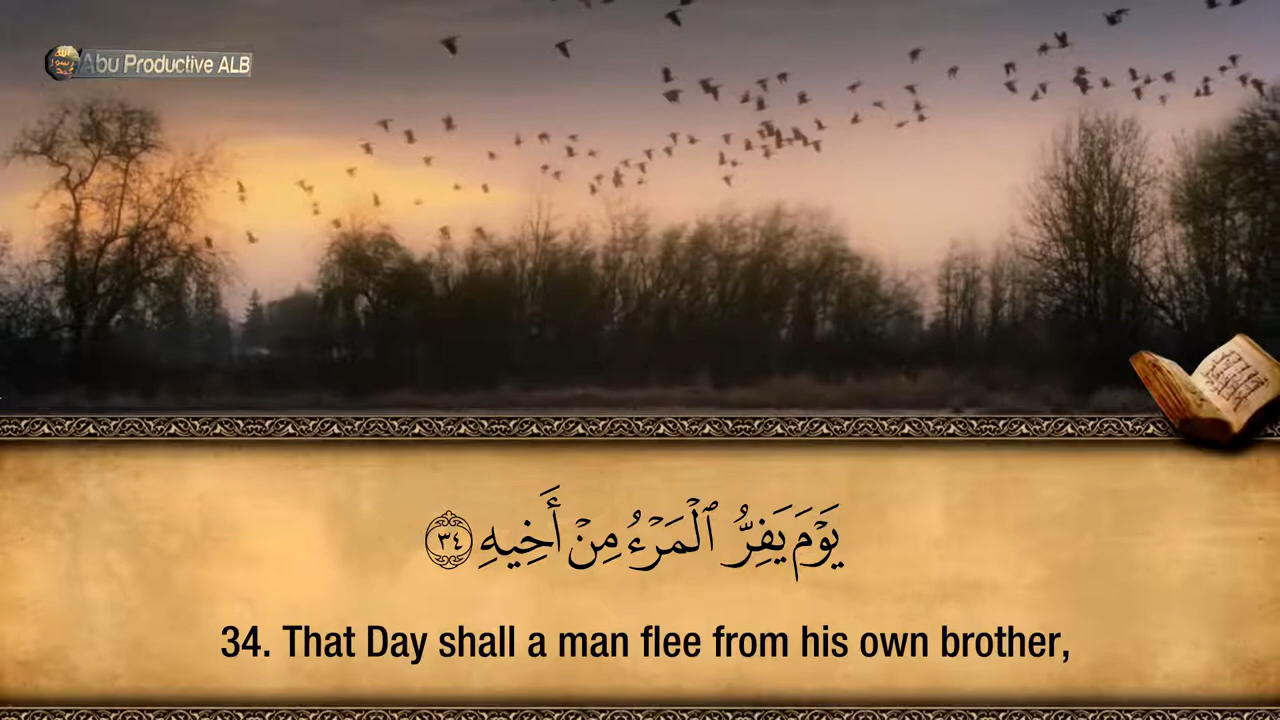 Abu Productive ALB
يَوْمَ يَفِرُّ ٱلْمَرْءُ مِنْ أَخِيهِ ٣٤
34. That Day shall a man flee from his own brother,